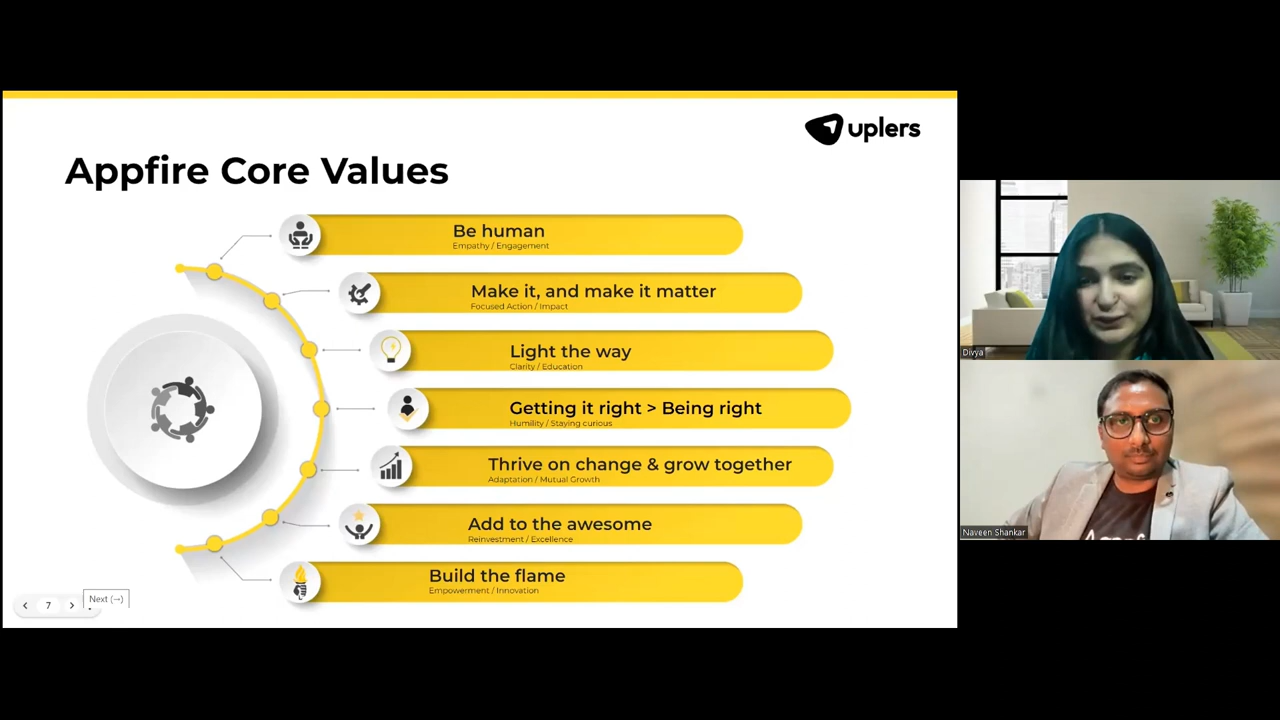 uplers
Appfire Core Values
Be human
Empathy / Engagement
Make it, and make it matter
Focused Action / Impact
Light the way
Clarity / Education
Getting it right > Being right
Humility / Staying curious
Thrive on change & grow together
Adaptation / Mutual Growth
Add to the awesome
Reinvestment / Excellence
Build the flame
Empowerment / Innovation
7
Next (→)
Divya
Naveen Shankar